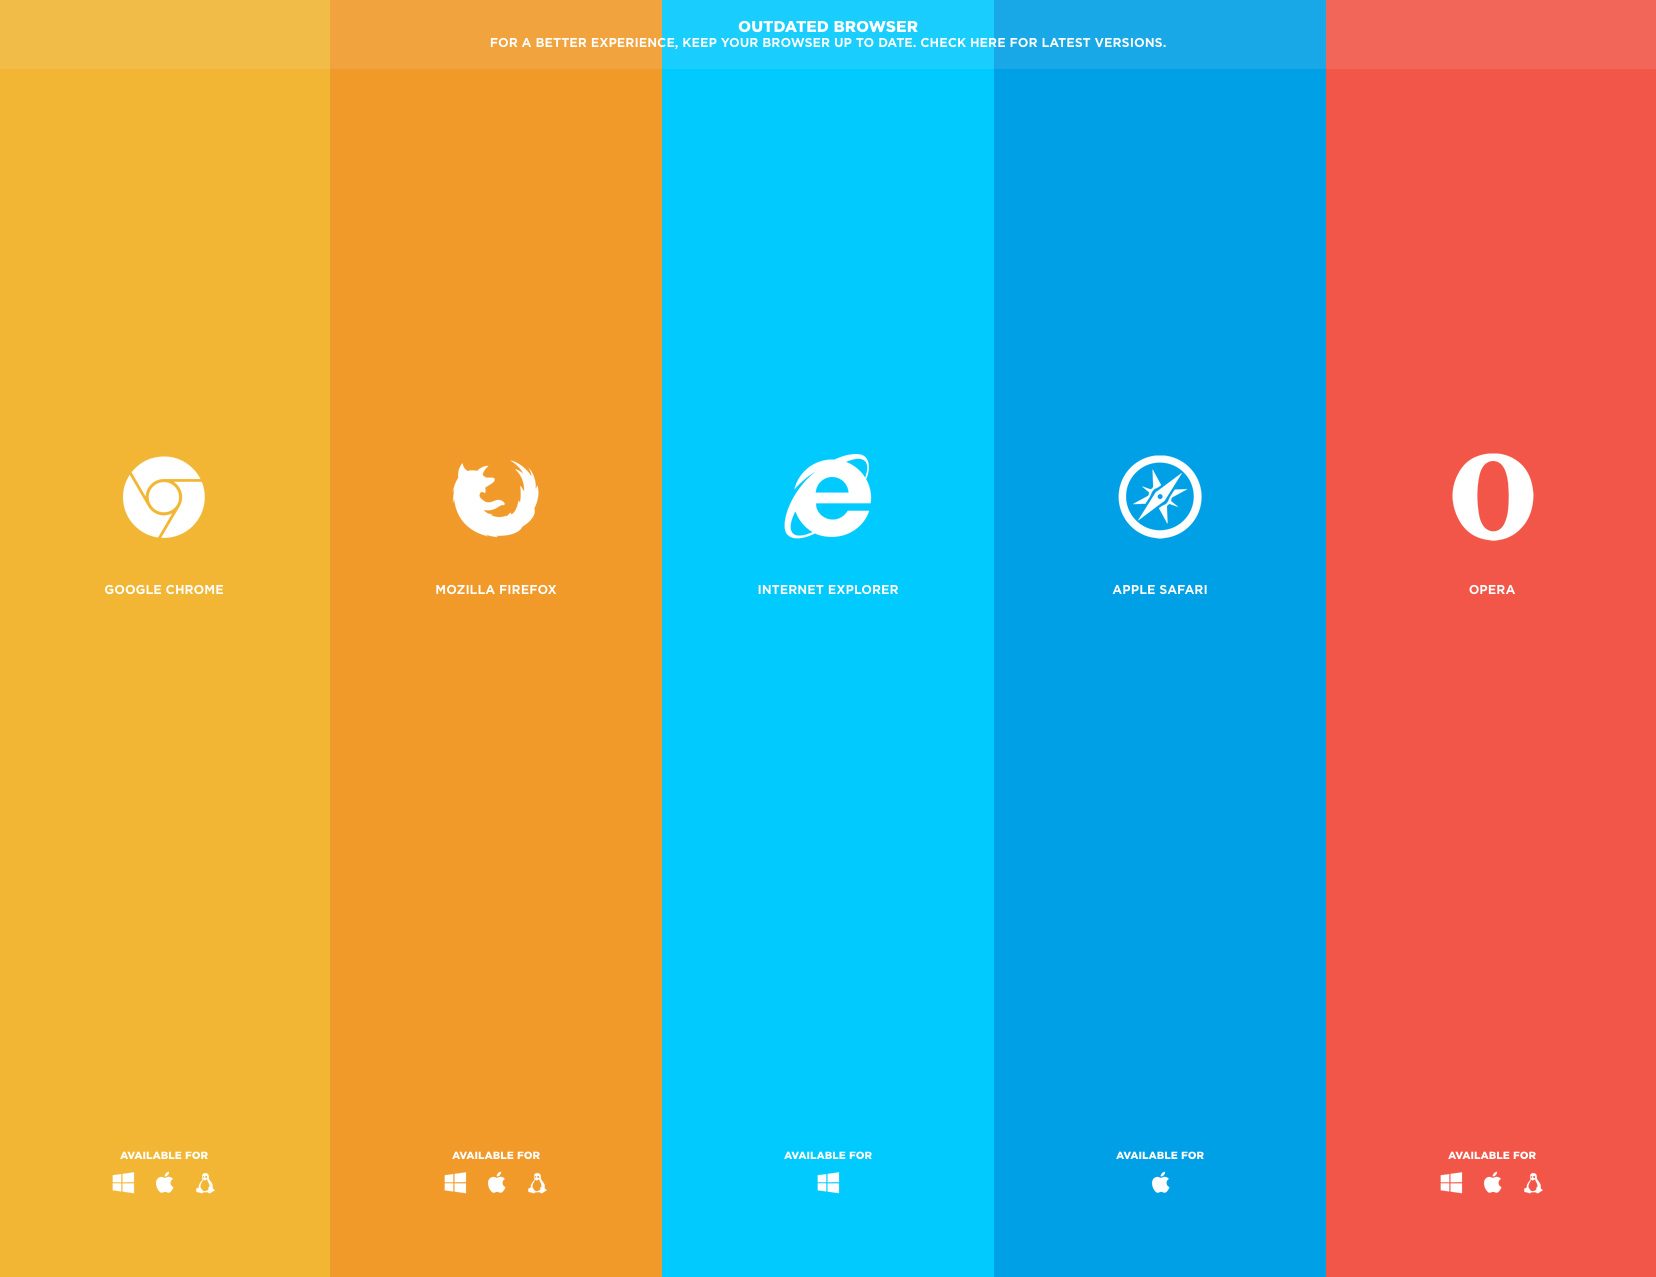 OUTDATED BROWSER
FOR A BETTER EXPERIENCE, KEEP YOUR BROWSER UP TO DATE. CHECK HERE FOR LATEST VERSIONS.
GOOGLE CHROME
MOZILLA FIREFOX
INTERNET EXPLORER
APPLE SAFARI
OPERA
AVAILABLE FOR
AVAILABLE FOR
AVAILABLE FOR
AVAILABLE FOR
AVAILABLE FOR